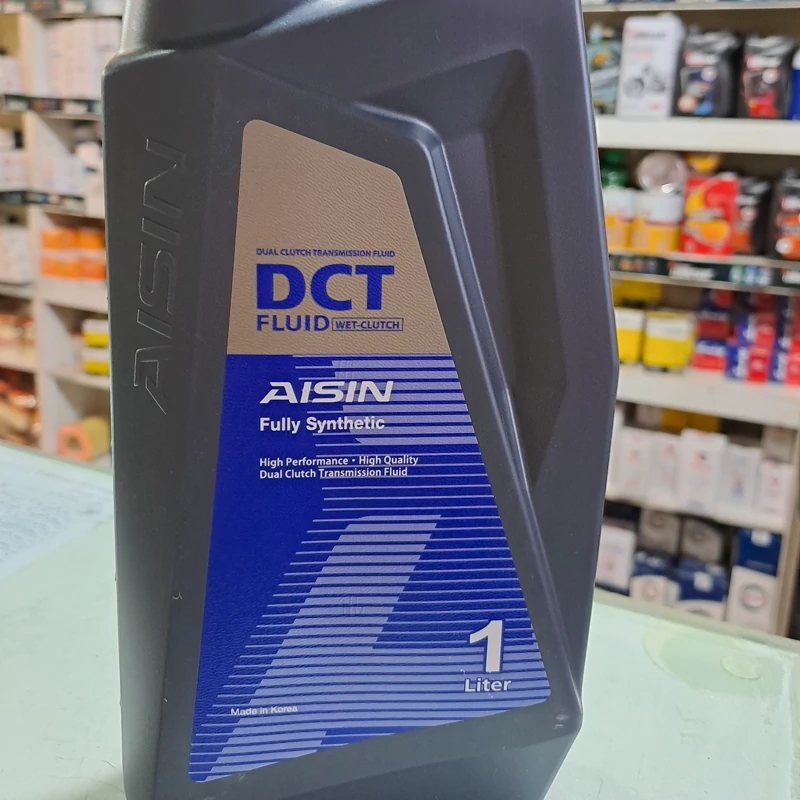 AISIN
DUAL CLUTCH TRANSMISSION FLUID
DCT
FLUID WET-CLUTCH
AISIN
Fully Synthetic
High Performance • High Quality
Dual Clutch Transmission Fluid
1
Liter
Made in Korea